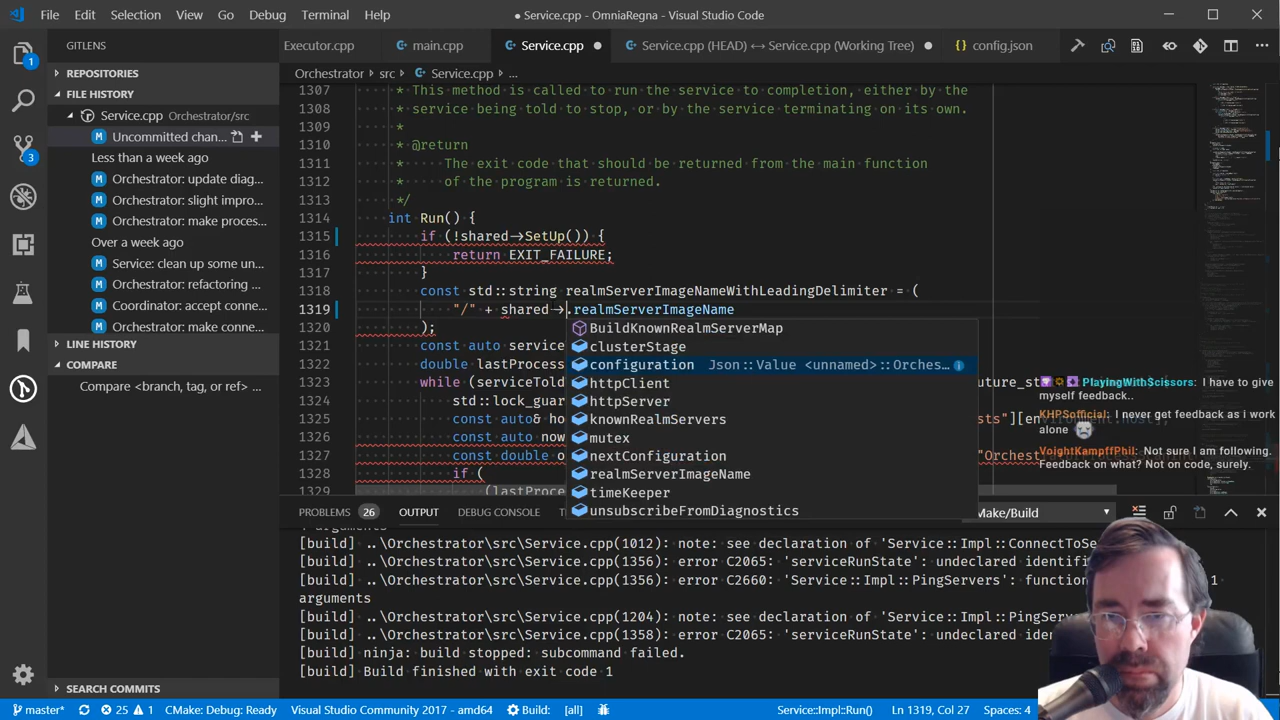 File Edit Selection View Go Debug Terminal Help
● Service.cpp - OmniaRegna - Visual Studio Code
GITLENS
REPOSITORIES
FILE HISTORY
Service.cpp Orchestrator/src
M Uncommitted chan...
Less than a week ago
M Orchestrator: update diag...
M Orchestrator: slight impro...
M Orchestrator: make proces...
Over a week ago
M Service: clean up some un...
M Orchestrator: refactoring ...
M Coordinator: accept conne...
M Orchestrator: make conne...
LINE HISTORY
COMPARE
Compare <branch, tag, or ref> ...
SEARCH COMMITS
1
3
Executor.cpp main.cpp Service.cpp Service.cpp (HEAD) ↔ Service.cpp (Working Tree) config.json
Orchestrator > src > Service.cpp > ...
1307 * This method is called to run the service to completion, either by the
1308 * service being told to stop, or by the service terminating on its own.
1309 *
1310 * @return
1311 * The exit code that should be returned from the main function
1312 * of the program is returned.
1313 */
1314 int Run() {
1315 if (!shared->SetUp()) {
1316 return EXIT_FAILURE;
1317 }
1318 const std::string realmServerImageNameWithLeadingDelimiter = (
1319 "/" + shared->.realmServerImageName
1320 );
1321 const auto service
1322 double lastProcess
1323 while (serviceTold uture_st
1324 std::lock_guar
1325 const auto& ho sts"][environment.host];
1326 const auto now
1327 const double o "Orchest
1328 if (
1329 (lastProce
BuildKnownRealmServerMap
clusterStage
configuration Json::Value <unnamed>::Orches...
httpClient
httpServer
knownRealmServers
mutex
nextConfiguration
realmServerImageName
timeKeeper
unsubscribeFromDiagnostics
PlayingWithScissors: I have to give
myself feedback..
KHPSofficial: I never get feedback as i work
alone
VoightKampffPhil: Not sure I am following.
Feedback on what? Not on code, surely.
PROBLEMS 26 OUTPUT DEBUG CONSOLE Make/Build
arguments
[build] ..\Orchestrator\src\Service.cpp(1012): note: see declaration of 'Service::Impl::ConnectToSe
[build] ..\Orchestrator\src\Service.cpp(1356): error C2065: 'serviceRunState': undeclared identif
[build] ..\Orchestrator\src\Service.cpp(1356): error C2660: 'Service::Impl::PingServers': function 1
arguments
[build] ..\Orchestrator\src\Service.cpp(1204): note: see declaration of 'Service::Impl::PingServ
[build] ..\Orchestrator\src\Service.cpp(1358): error C2065: 'serviceRunState': undeclared ide
[build] ninja: build stopped: subcommand failed.
[build] Build finished with exit code 1
master* 25 1 CMake: Debug: Ready Visual Studio Community 2017 - amd64 Build: [all] Service::Impl::Run() Ln 1319, Col 27 Spaces: 4